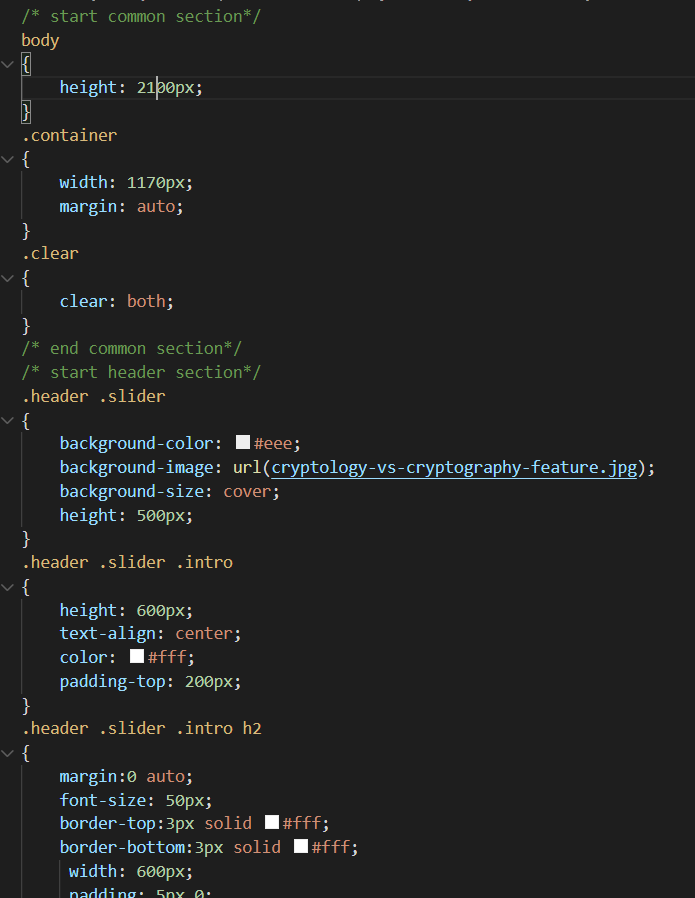 /* start common section*/
body
{
    height: 2100px;
}
.container
{
    width: 1170px;
    margin: auto;
}
.clear
{
    clear: both;
}
/* end common section*/
/* start header section*/
.header .slider
{
    background-color: #eee;
    background-image: url(cryptology-vs-cryptography-feature.jpg);
    background-size: cover;
    height: 500px;
}
.header .slider .intro
{
    height: 600px;
    text-align: center;
    color: #fff;
    padding-top: 200px;
}
.header .slider .intro h2
{
    margin:0 auto;
    font-size: 50px;
    border-top:3px solid #fff;
    border-bottom:3px solid #fff;
     width: 600px;
     padding: 5px 0;